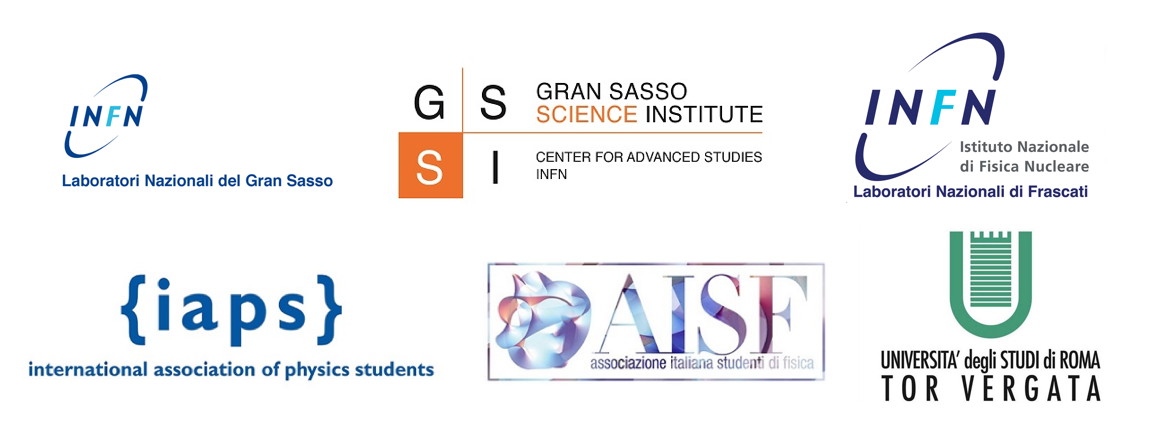 INFN
Laboratori Nazionali del Gran Sasso
G S
S I
GRAN SASSO
SCIENCE INSTITUTE
CENTER FOR ADVANCED STUDIES
INFN
INFN
Istituto Nazionale
di Fisica Nucleare
Laboratori Nazionali di Frascati
{iaps}
international association of physics students
AISF
associazione italiana studenti di fisica
UNIVERSITA' degli STUDI di ROMA
TOR VERGATA